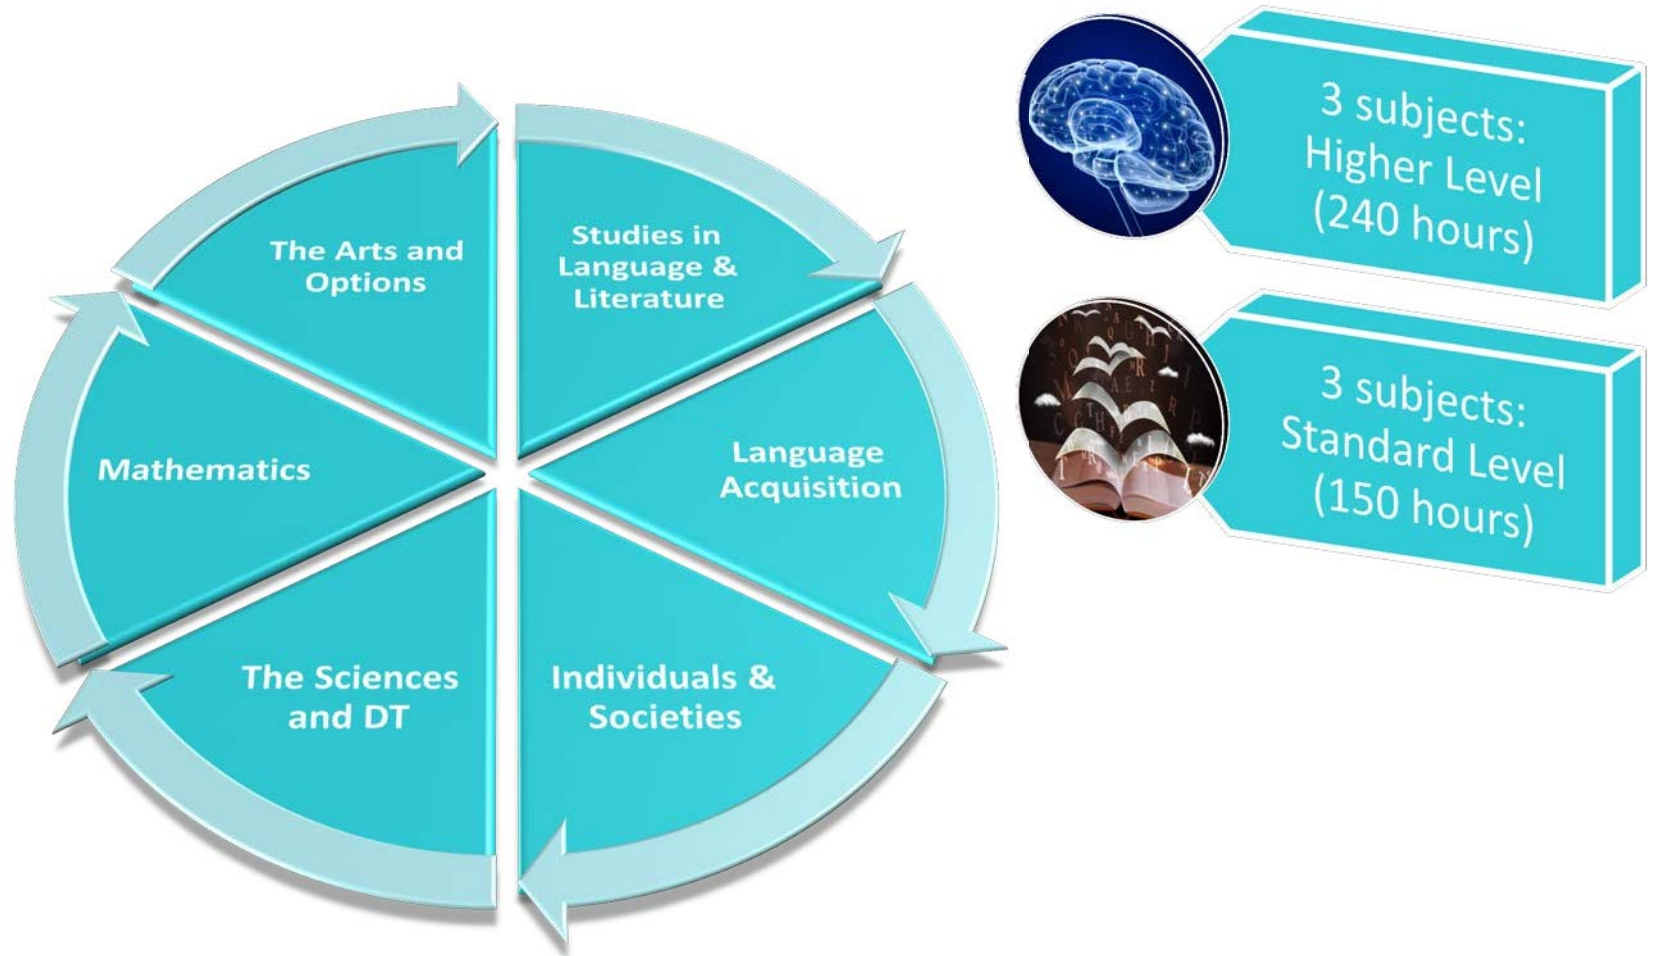 The Arts and
Options
Studies in
Language &
Literature
Mathematics
Language
Acquisition
The Sciences
and DT
Individuals &
Societies
3 subjects:
Higher Level
(240 hours)
3 subjects:
Standard Level
(150 hours)